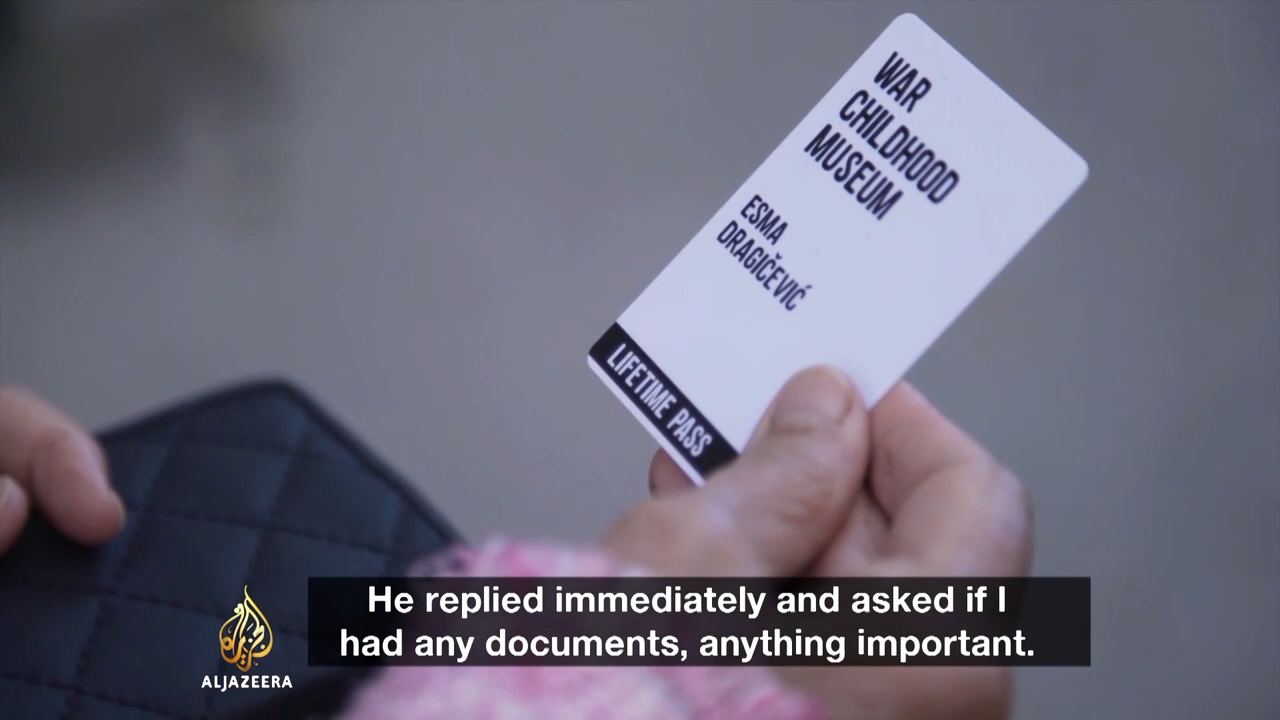 WAR
CHILDHOOD
MUSEUM
ESMA
DRAGIČEVIĆ
LIFETIME PASS
He replied immediately and asked if I
had any documents, anything important.
الجزيرة
ALJAZEERA